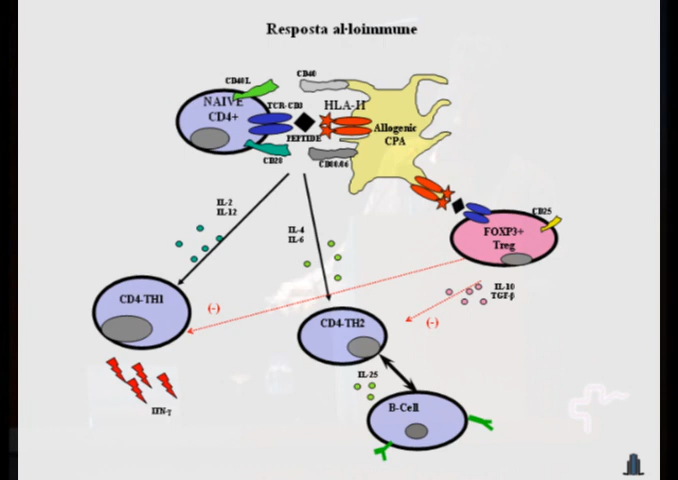 Resposta al·loimmune
CD40L
CD40
NAIVE
CD4+
TCR-CD3
HLA-II
PEPTIDE
Allogenic
CPA
CD28
CD80/86
CD25
FOXP3+
Treg
IL-2
IL-12
IL-4
IL-6
IL-10
TGF-β
CD4-TH1
(-)
CD4-TH2
(-)
IL-25
IFN-γ
B-Cell